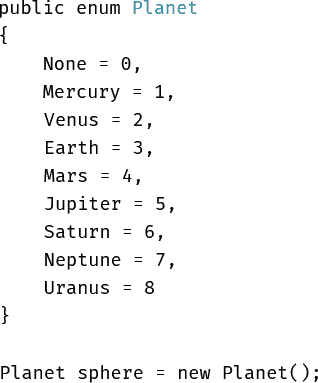 public enum Planet
{
    None = 0,
    Mercury = 1,
    Venus = 2,
    Earth = 3,
    Mars = 4,
    Jupiter = 5,
    Saturn = 6,
    Neptune = 7,
    Uranus = 8
}

Planet sphere = new Planet();